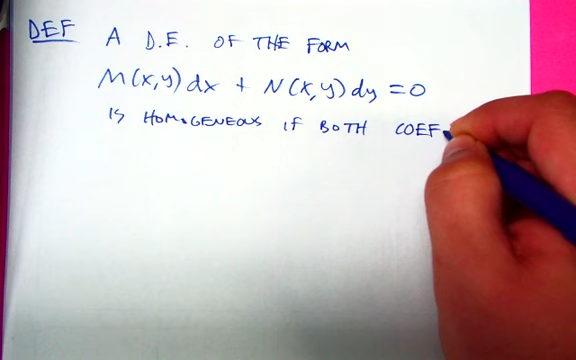 DEF A D.E. OF THE FORM
M(x,y)dx + N(x,y)dy = 0
IS HOMOGENEOUS IF BOTH COEF